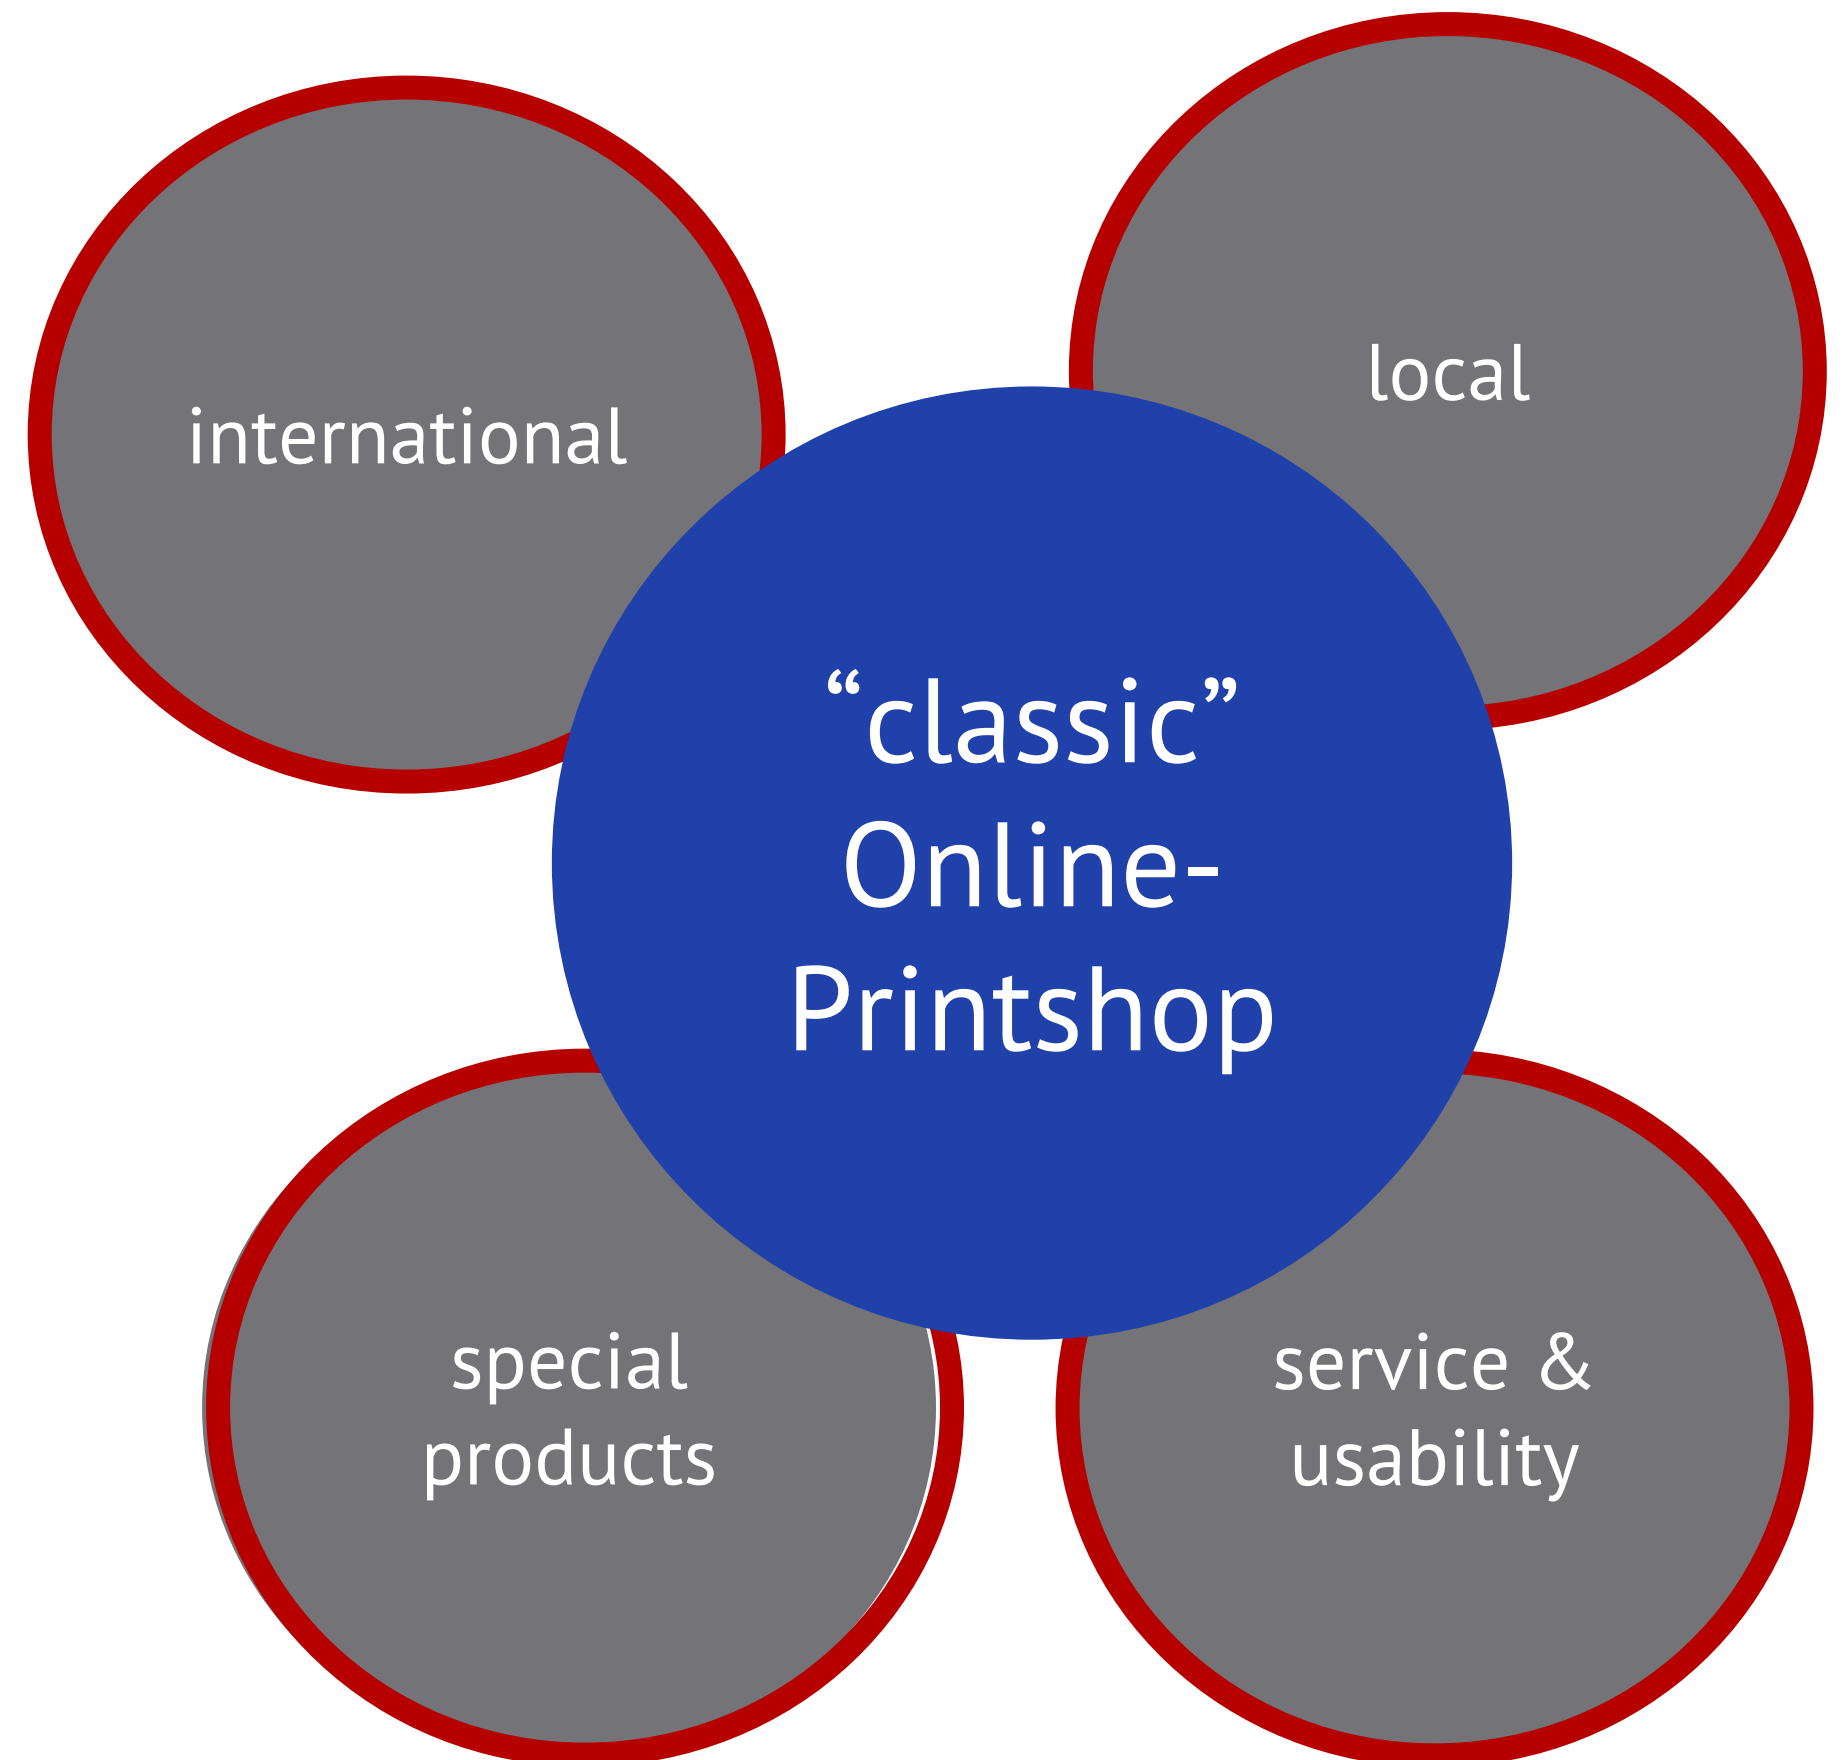 international
local
“classic”
Online-
Printshop
special
products
service &
usability